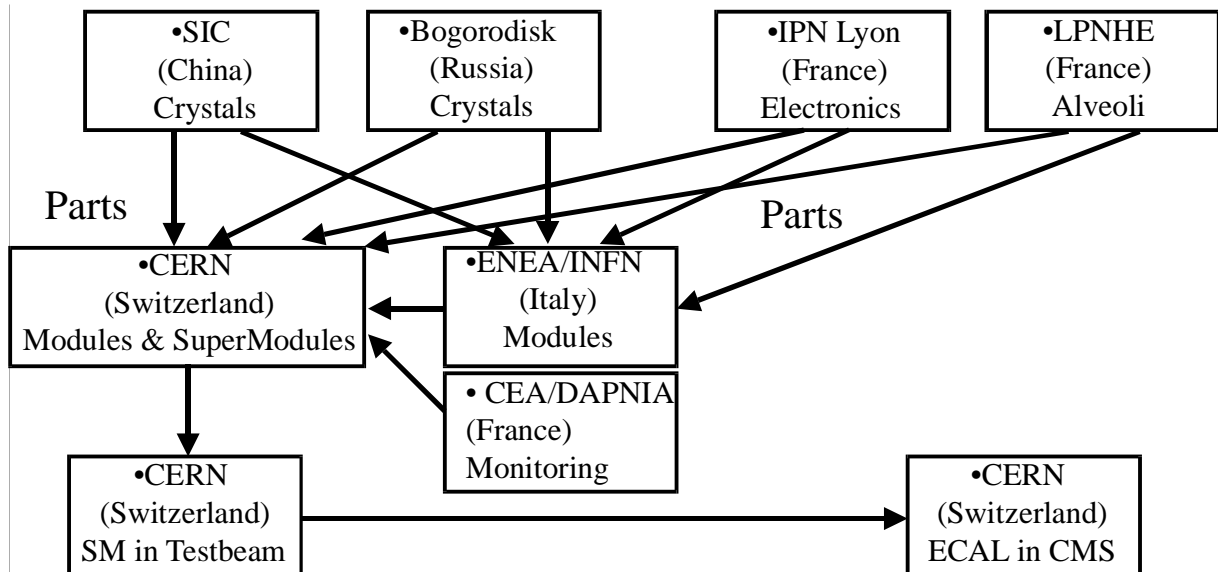 •SIC
(China)
Crystals
•Bogorodisk
(Russia)
Crystals
•IPN Lyon
(France)
Electronics
•LPNHE
(France)
Alveoli
Parts
Parts
•CERN
(Switzerland)
Modules & SuperModules
•ENEA/INFN
(Italy)
Modules
• CEA/DAPNIA
(France)
Monitoring
•CERN
(Switzerland)
SM in Testbeam
•CERN
(Switzerland)
ECAL in CMS